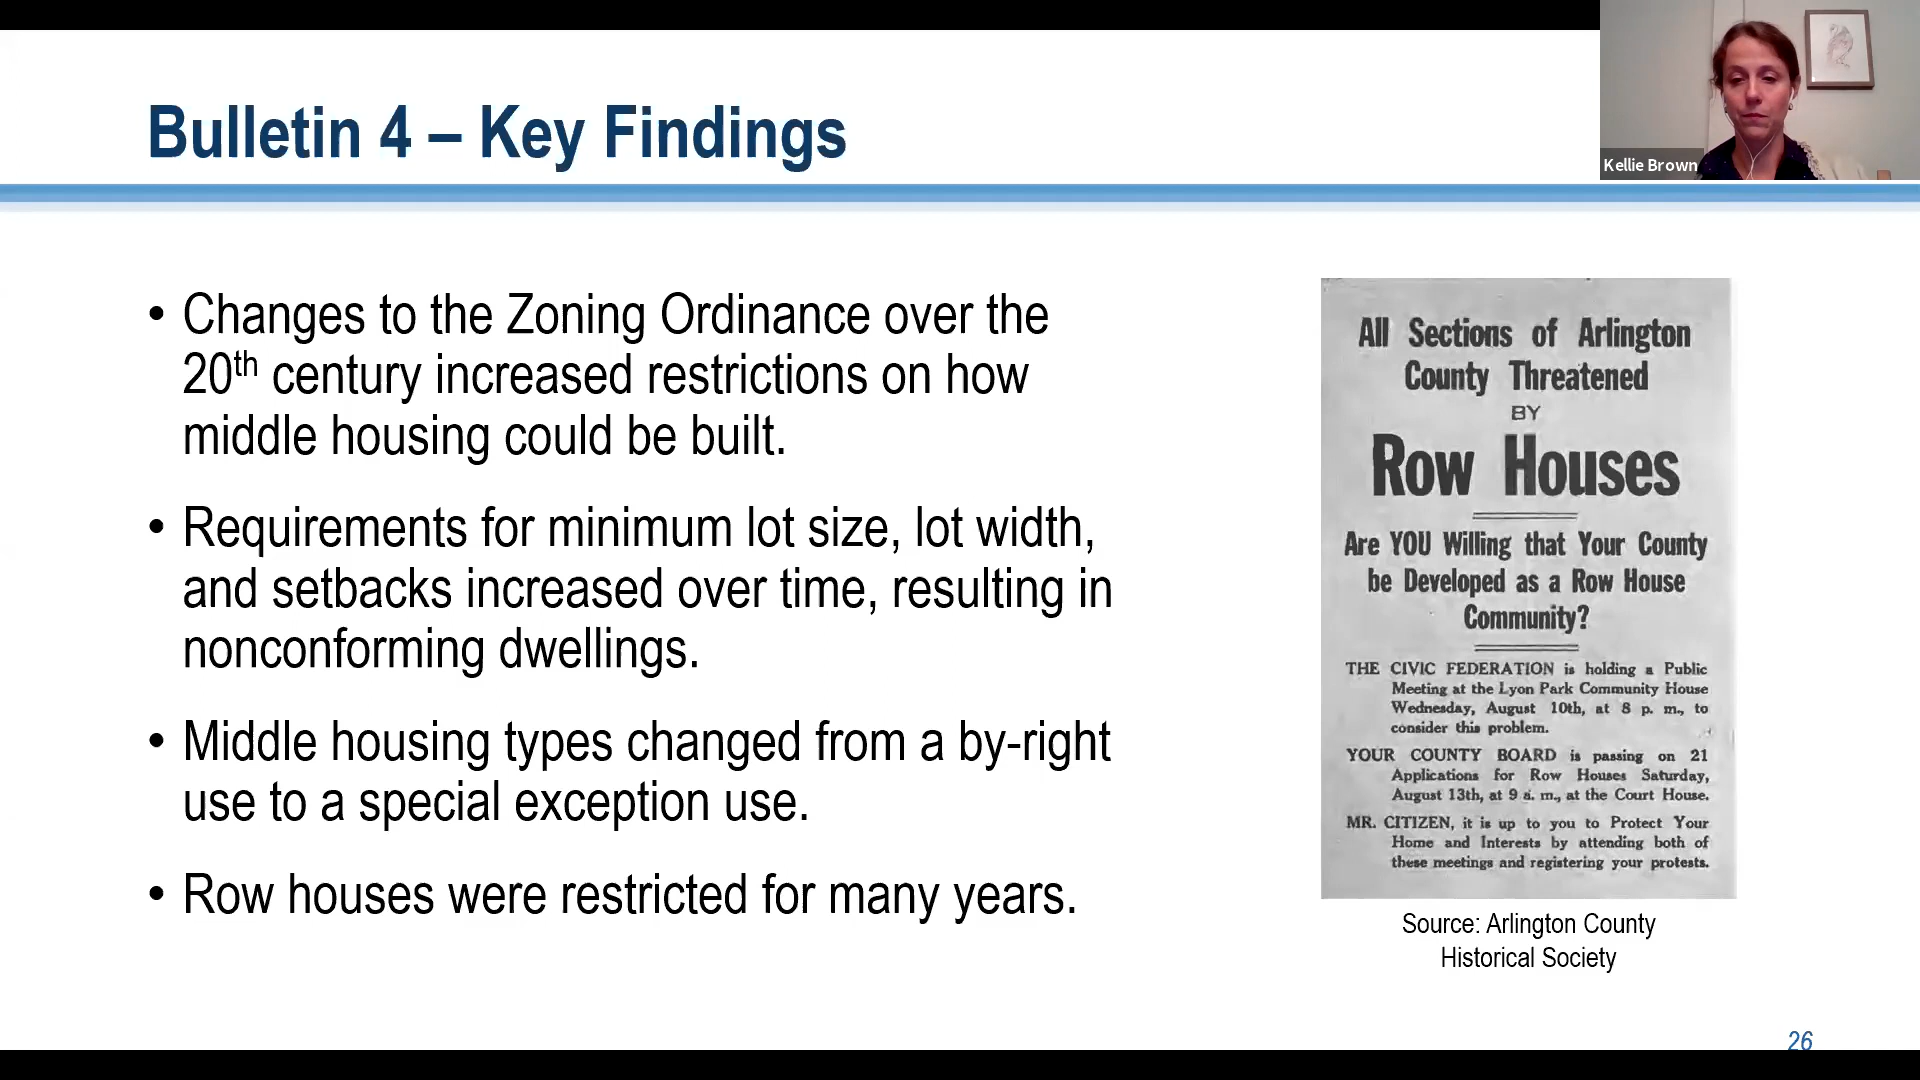 Bulletin 4 – Key Findings
Kellie Brown
• Changes to the Zoning Ordinance over the
20th century increased restrictions on how
middle housing could be built.
• Requirements for minimum lot size, lot width,
and setbacks increased over time, resulting in
nonconforming dwellings.
• Middle housing types changed from a by-right
use to a special exception use.
• Row houses were restricted for many years.
All Sections of Arlington
County Threatened
BY
Row Houses
Are YOU Willing that Your County
be Developed as a Row House
Community?
THE CIVIC FEDERATION is holding a Public
Meeting at the Lyon Park Community House
Wednesday, August 10th, at 8 p. m., to
consider this problem.
YOUR COUNTY BOARD is passing on 21
Applications for Row Houses Saturday,
August 13th, at 9 a. m., at the Court House.
MR. CITIZEN, it is up to you to Protect Your
Home and Interests by attending both of
these meetings and registering your protests.
Source: Arlington County
Historical Society
26